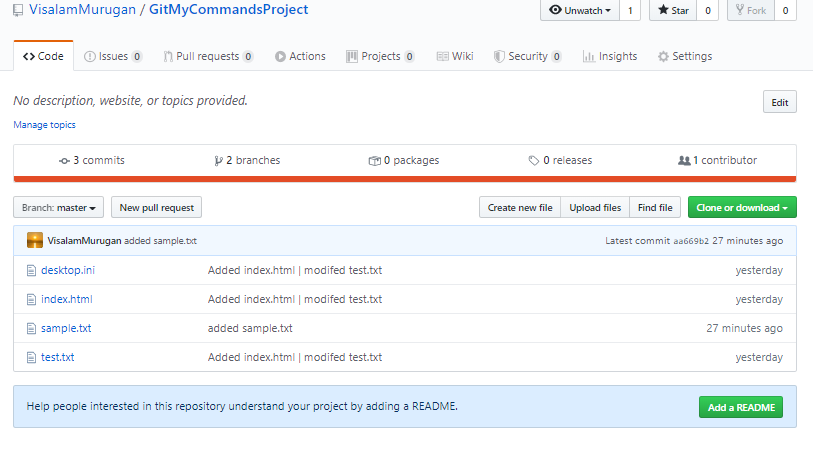 VisalamMurugan / GitMyCommandsProject
Unwatch 1 Star 0 Fork 0
Code Issues 0 Pull requests 0 Actions Projects 0 Wiki Security 0 Insights Settings
No description, website, or topics provided.
Edit
Manage topics
3 commits 2 branches 0 packages 0 releases 1 contributor
Branch: master New pull request Create new file Upload files Find file Clone or download
VisalamMurugan added sample.txt Latest commit aa669b2 27 minutes ago
desktop.ini Added index.html | modifed test.txt yesterday
index.html Added index.html | modifed test.txt yesterday
sample.txt added sample.txt 27 minutes ago
test.txt Added index.html | modifed test.txt yesterday
Help people interested in this repository understand your project by adding a README. Add a README